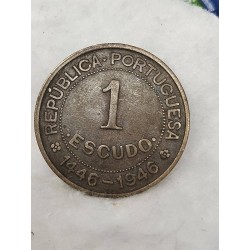 REPÚBLICA·PORTUGUESA
1
ESCUDO.
1446-1946